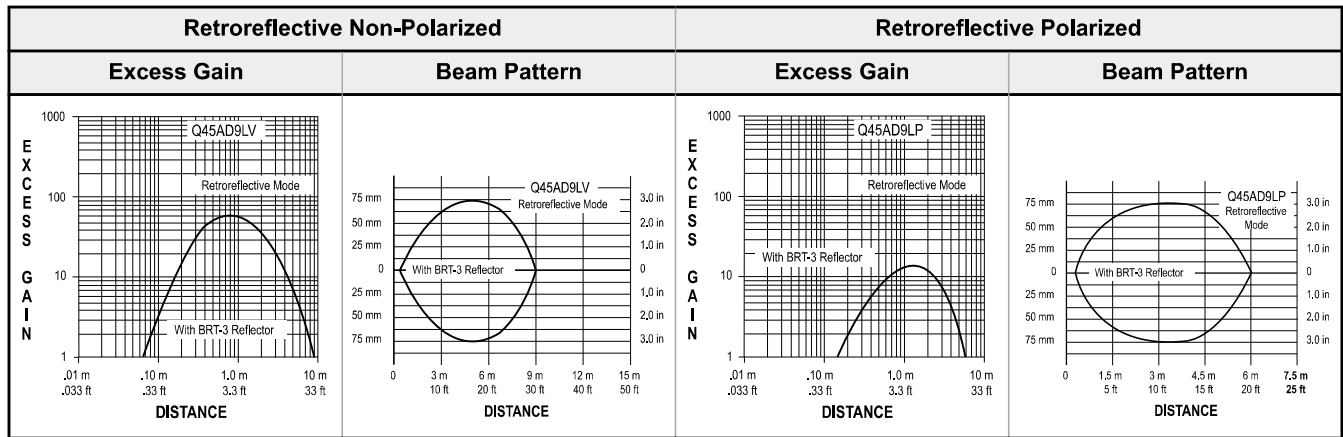 Retroreflective Non-Polarized
Retroreflective Polarized
Excess Gain
Beam Pattern
Excess Gain
Beam Pattern
EXCESS GAIN
1000
100
10
1
Q45AD9LV
Retroreflective Mode
With BRT-3 Reflector
.01 m .10 m 1.0 m 10 m
.033 ft .33 ft 3.3 ft 33 ft
DISTANCE
75 mm
50 mm
25 mm
0
25 mm
50 mm
75 mm
Q45AD9LV
Retroreflective Mode
With BRT-3 Reflector
3.0 in
2.0 in
1.0 in
0
1.0 in
2.0 in
3.0 in
0 3 m 6 m 9 m 12 m 15 m
10 ft 20 ft 30 ft 40 ft 50 ft
DISTANCE
EXCESS GAIN
1000
100
10
1
Q45AD9LP
Retroreflective Mode
With BRT-3 Reflector
.01 m .10 m 1.0 m 10 m
.033 ft .33 ft 3.3 ft 33 ft
DISTANCE
75 mm
50 mm
25 mm
0
25 mm
50 mm
75 mm
Q45AD9LP
Retroreflective
Mode
With BRT-3 Reflector
3.0 in
2.0 in
1.0 in
0
1.0 in
2.0 in
3.0 in
0 1,5 m 3 m 4,5 m 6 m 7,5 m
5 ft 10 ft 15 ft 20 ft 25 ft
DISTANCE